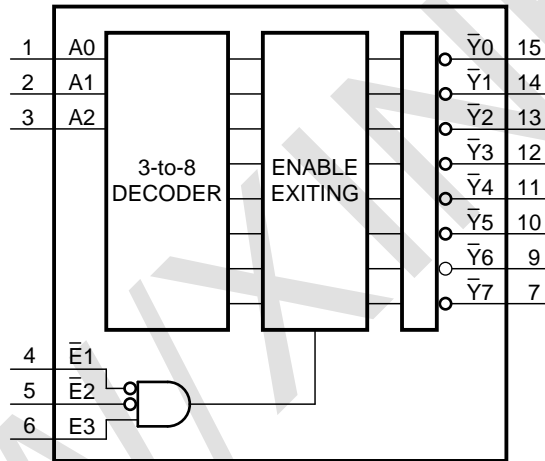 1 A0
2 A1
3 A2
3-to-8
DECODER
ENABLE
EXITING
Y̅0 15
Y̅1 14
Y̅2 13
Y̅3 12
Y̅4 11
Y̅5 10
Y̅6 9
Y̅7 7
4 E̅1
5 E̅2
6 E3